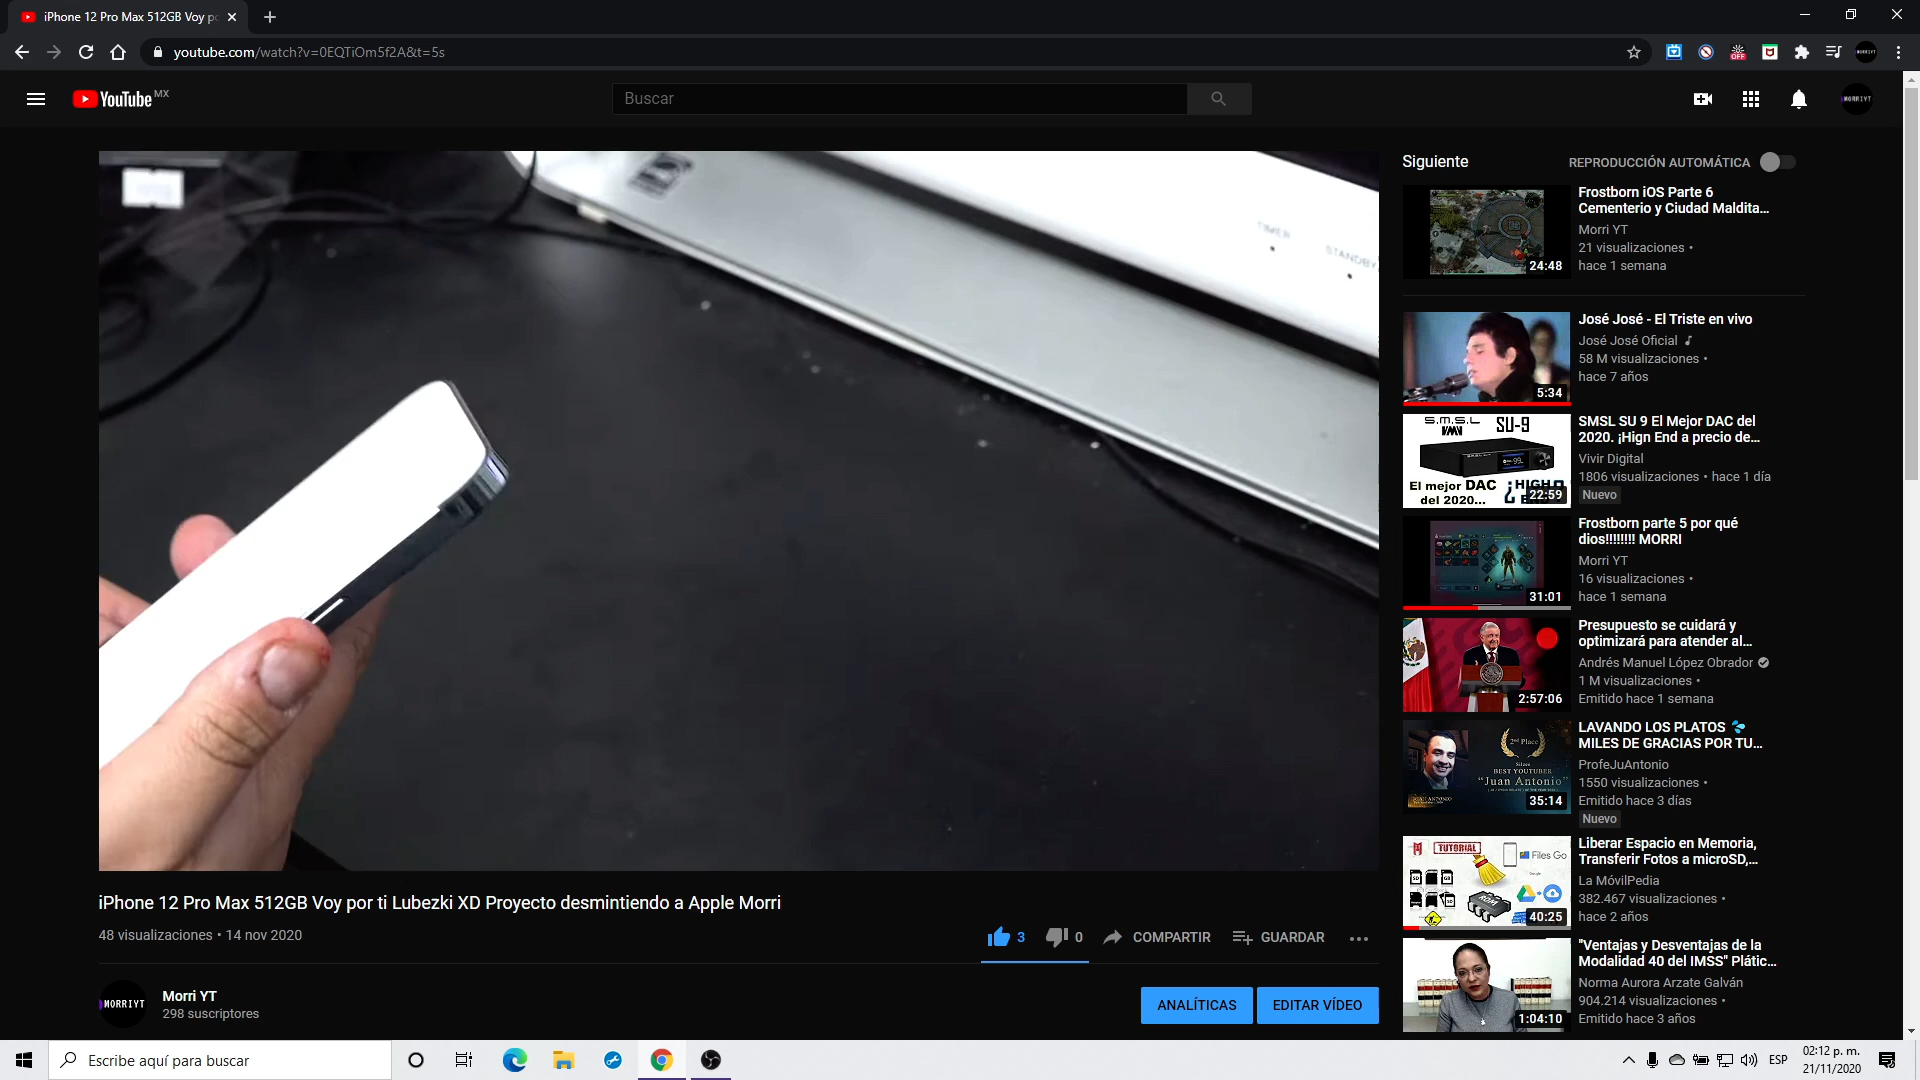 iPhone 12 Pro Max 512GB Voy po
youtube.com/watch?v=0EQTiOm5f2A&t=5s
OFF
YouTube MX
Buscar
MORRIYT
TIMER
STANDBY
Siguiente
REPRODUCCIÓN AUTOMÁTICA
24:48
Frostborn iOS Parte 6
Cementerio y Ciudad Maldita...
Morri YT
21 visualizaciones •
hace 1 semana
5:34
José José - El Triste en vivo
José José Oficial
58 M visualizaciones •
hace 7 años
S.M.S.L
SU-9
El mejor DAC
del 2020...
22:59
SMSL SU 9 El Mejor DAC del
2020. ¡Hign End a precio de...
Vivir Digital
1806 visualizaciones • hace 1 día
Nuevo
31:01
Frostborn parte 5 por qué
dios!!!!!!!! MORRI
Morri YT
16 visualizaciones •
hace 1 semana
2:57:06
Presupuesto se cuidará y
optimizará para atender al...
Andrés Manuel López Obrador
1 M visualizaciones •
Emitido hace 1 semana
2nd Place
BEST YOUTUBER
"Juan Antonio"
35:14
LAVANDO LOS PLATOS
MILES DE GRACIAS POR TU...
ProfeJuAntonio
1550 visualizaciones •
Emitido hace 3 días
Nuevo
TUTORIAL
Files Go
40:25
Liberar Espacio en Memoria,
Transferir Fotos a microSD,...
La MóvilPedia
382.467 visualizaciones •
hace 2 años
1:04:10
"Ventajas y Desventajas de la
Modalidad 40 del IMSS" Plátic...
Norma Aurora Arzate Galván
904.214 visualizaciones •
Emitido hace 3 años
iPhone 12 Pro Max 512GB Voy por ti Lubezki XD Proyecto desmintiendo a Apple Morri
48 visualizaciones • 14 nov 2020
3
0
COMPARTIR
GUARDAR
MORRIYT
Morri YT
298 suscriptores
ANALÍTICAS
EDITAR VÍDEO
Escribe aquí para buscar
ESP
02:12 p. m.
21/11/2020